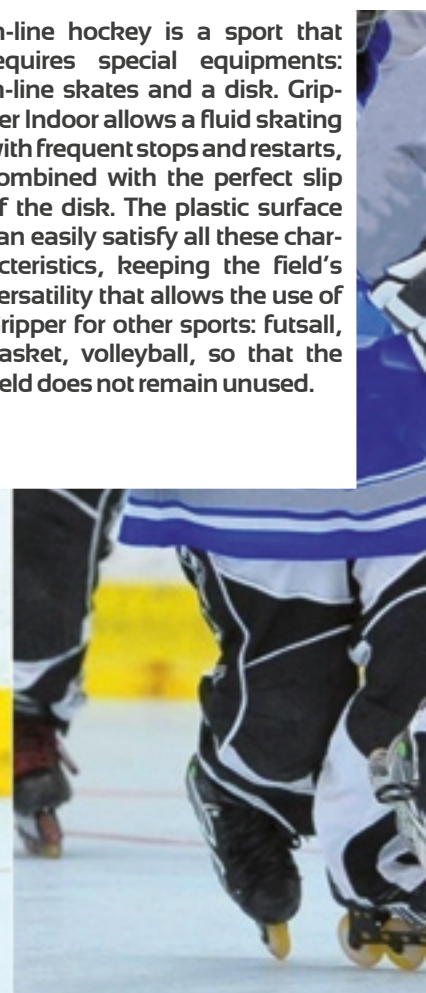 n-line hockey is a sport that
equires special equipments:
n-line skates and a disk. Grip-
er Indoor allows a fluid skating
with frequent stops and restarts,
ombined with the perfect slip
f the disk. The plastic surface
an easily satisfy all these char-
cteristics, keeping the field's
ersatility that allows the use of
ripper for other sports: futsall,
asket, volleyball, so that the
eld does not remain unused.